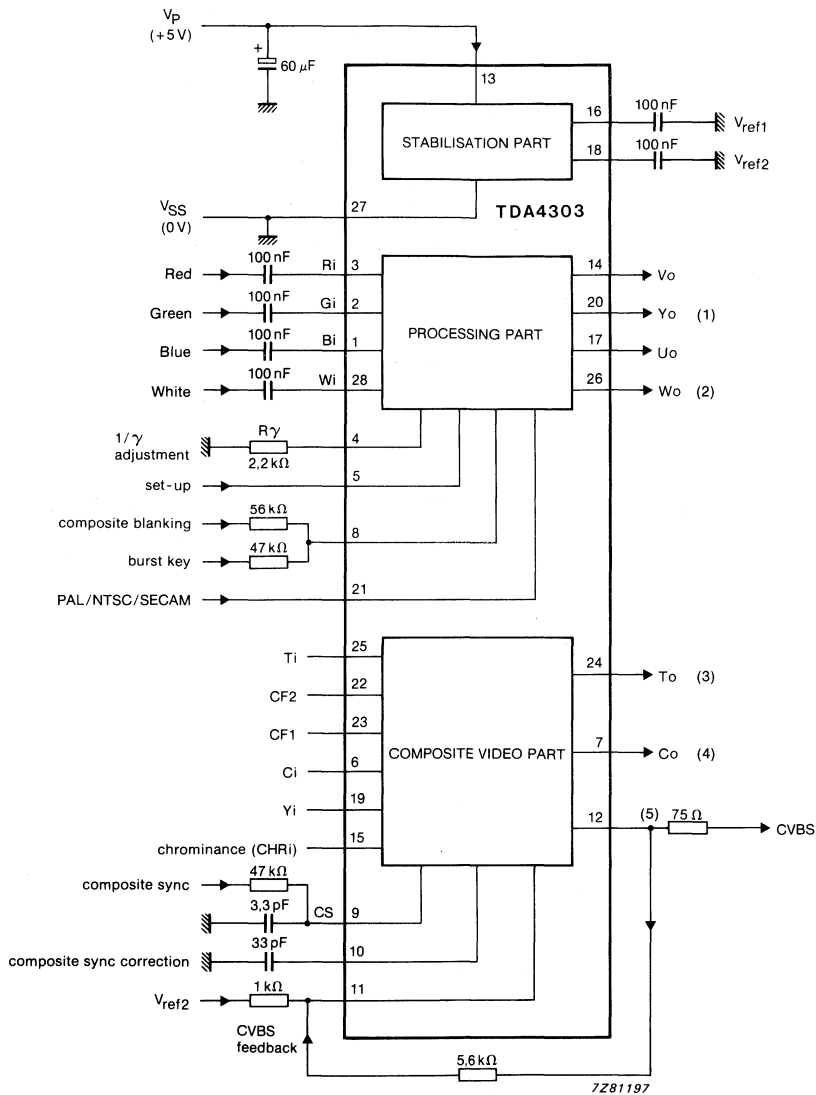 VP
(+5 V)
+
60 µF
13
STABILISATION PART
16
100 nF
Vref1
18
100 nF
Vref2
VSS
(0 V)
27
TDA4303
Red
100 nF
Ri
3
Green
100 nF
Gi
2
Blue
100 nF
Bi
1
White
100 nF
Wi
28
PROCESSING PART
14
Vo
20
Yo (1)
17
Uo
26
Wo (2)
1/γ
adjustment
Rγ
2,2 kΩ
4
set-up
5
composite blanking
56 kΩ
8
burst key
47 kΩ
PAL/NTSC/SECAM
21
Ti
25
CF2
22
CF1
23
Ci
6
Yi
19
chrominance (CHRi)
15
COMPOSITE VIDEO PART
24
To (3)
7
Co (4)
12
(5)
75 Ω
CVBS
composite sync
47 kΩ
3,3 pF
CS
9
composite sync correction
33 pF
10
Vref2
1 kΩ
11
CVBS
feedback
5,6 kΩ
7Z81197